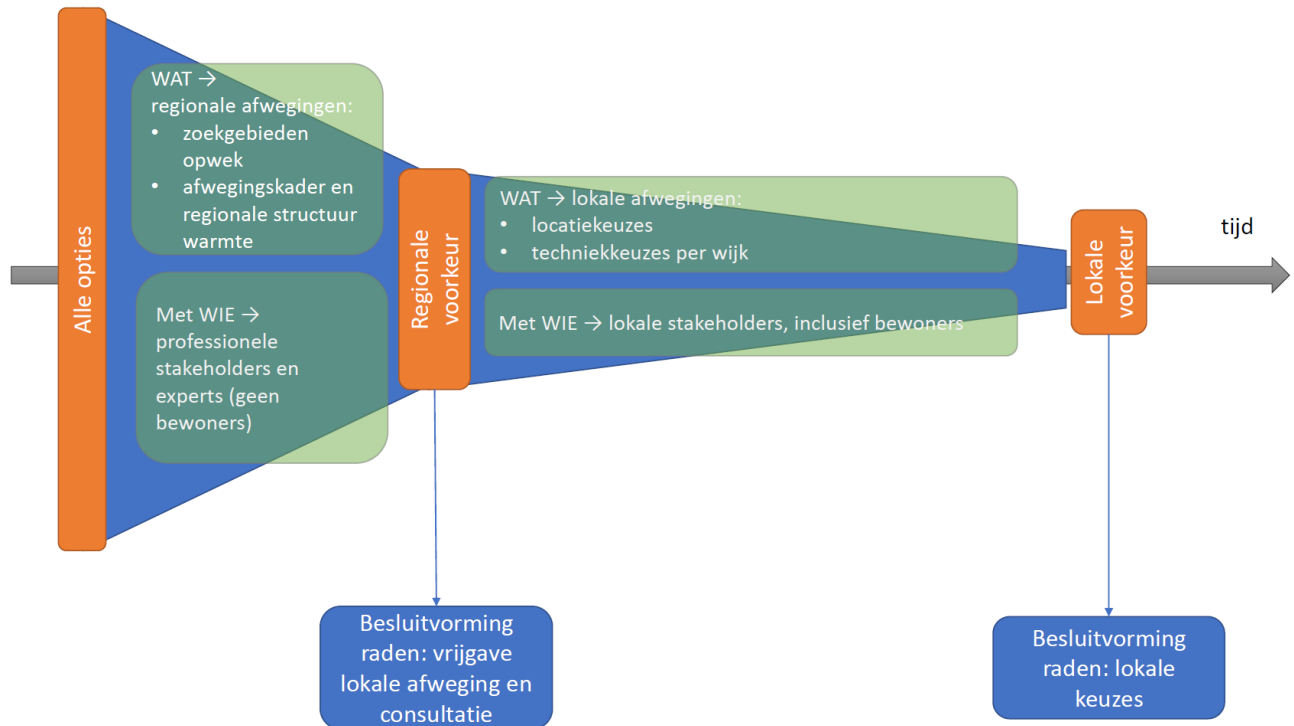 Alle opties
WAT →
regionale afwegingen:
• zoekgebieden
opwek
• afwegingskader en
regionale structuur
warmte
Met WIE →
professionele
stakeholders en
experts (geen
bewoners)
Regionale
voorkeur
WAT → lokale afwegingen:
• locatiekeuzes
• techniekkeuzes per wijk
Met WIE → lokale stakeholders, inclusief bewoners
Lokale
voorkeur
tijd
Besluitvorming
raden: vrijgave
lokale afweging en
consultatie
Besluitvorming
raden: lokale
keuzes